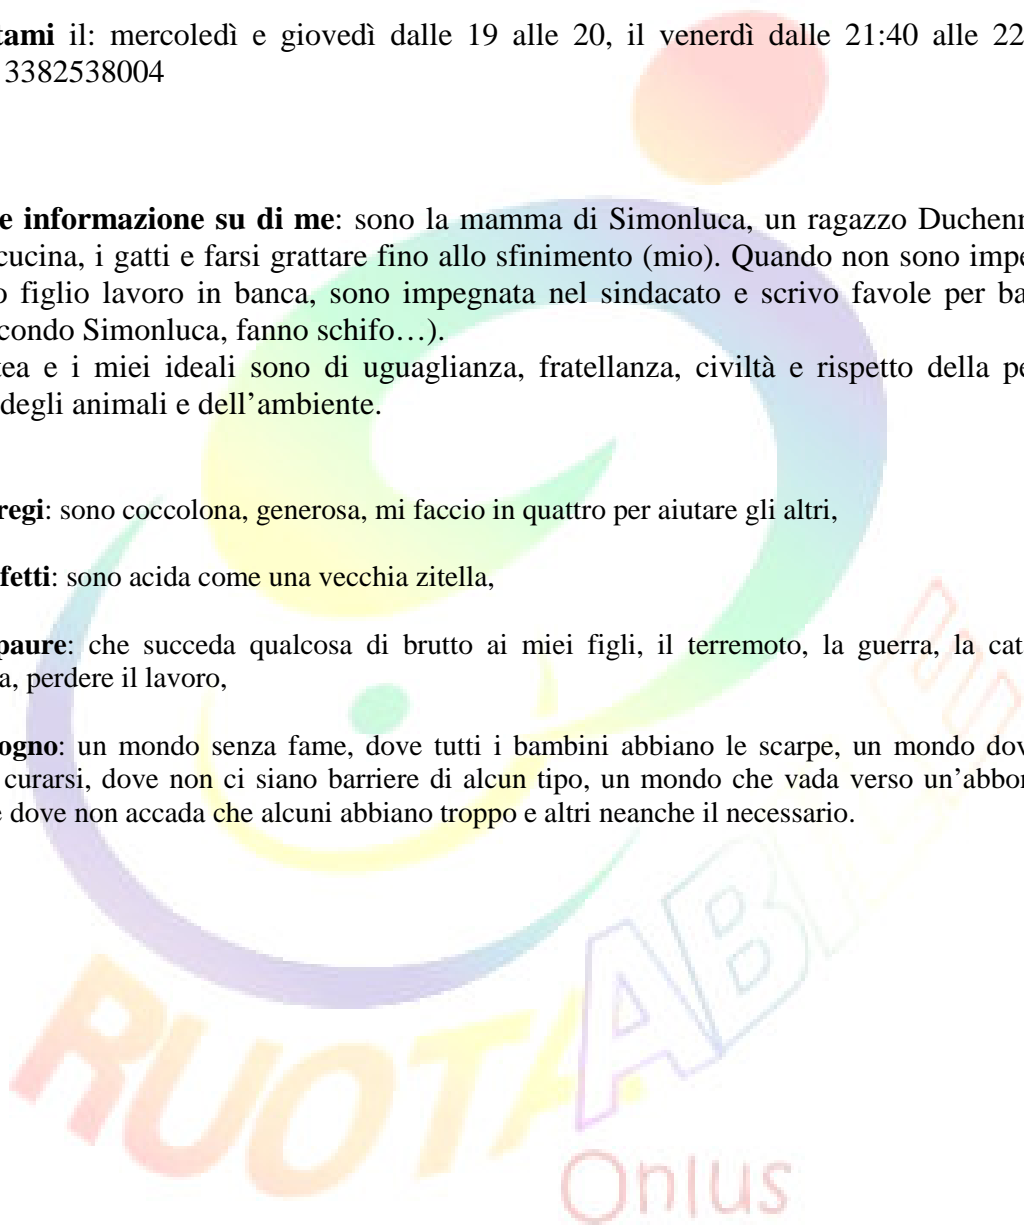 tami il: mercoledì e giovedì dalle 19 alle 20, il venerdì dalle 21:40 alle 22
3382538004
e informazione su di me: sono la mamma di Simonluca, un ragazzo Duchenn
cucina, i gatti e farsi grattare fino allo sfinimento (mio). Quando non sono impe
o figlio lavoro in banca, sono impegnata nel sindacato e scrivo favole per ba
condo Simonluca, fanno schifo…).
tea e i miei ideali sono di uguaglianza, fratellanza, civiltà e rispetto della pe
degli animali e dell’ambiente.
regi: sono coccolona, generosa, mi faccio in quattro per aiutare gli altri,
fetti: sono acida come una vecchia zitella,
paure: che succeda qualcosa di brutto ai miei figli, il terremoto, la guerra, la cat
a, perdere il lavoro,
ogno: un mondo senza fame, dove tutti i bambini abbiano le scarpe, un mondo dov
curarsi, dove non ci siano barriere di alcun tipo, un mondo che vada verso un’abbor
e dove non accada che alcuni abbiano troppo e altri neanche il necessario.
RUOTABILE
Onlus